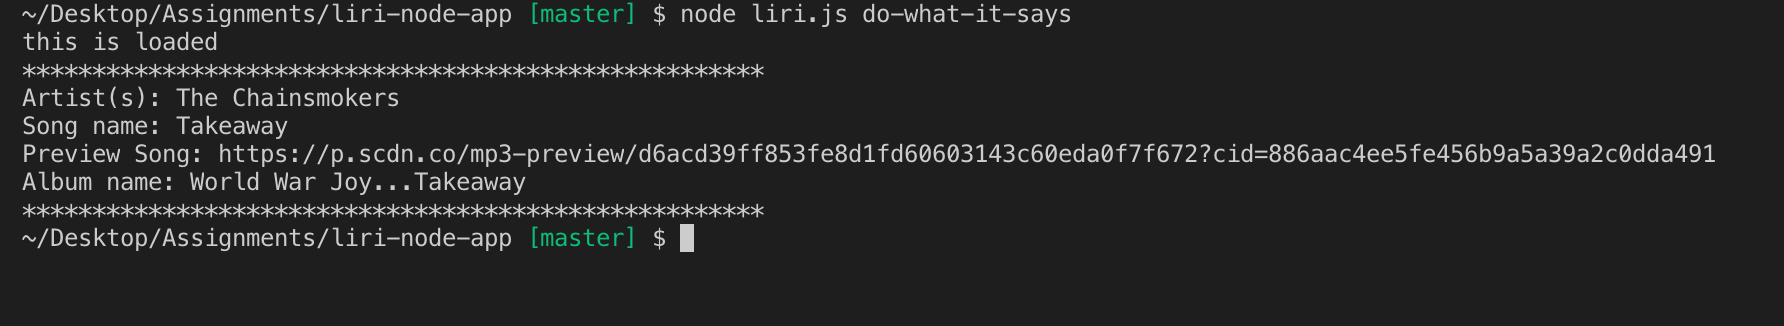 ~/Desktop/Assignments/liri-node-app [master] $ node liri.js do-what-it-says
this is loaded
*****************************************************
Artist(s): The Chainsmokers
Song name: Takeaway
Preview Song: https://p.scdn.co/mp3-preview/d6acd39ff853fe8d1fd60603143c60eda0f7f672?cid=886aac4ee5fe456b9a5a39a2c0dda491
Album name: World War Joy...Takeaway
*****************************************************
~/Desktop/Assignments/liri-node-app [master] $